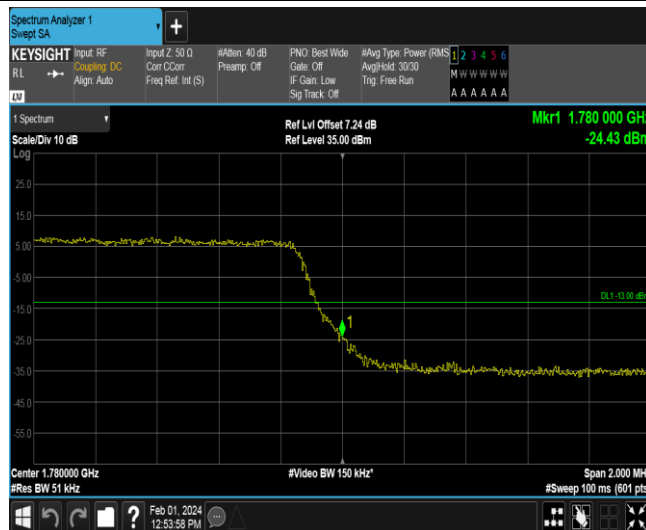 Spectrum Analyzer 1
Swept SA
+
KEYSIGHT
RL
LXI
Input: RF
Coupling: DC
Align: Auto
Input Z: 50 Ω
Corr CCorr
Freq Ref: Int (S)
#Atten: 40 dB
Preamp: Off
PNO: Best Wide
Gate: Off
IF Gain: Low
Sig Track: Off
#Avg Type: Power (RMS
Avg|Hold: 30/30
Trig: Free Run
1 2 3 4 5 6
M W W W W W
A A A A A A
1 Spectrum
Scale/Div 10 dB
Log
Ref Lvl Offset 7.24 dB
Ref Level 35.00 dBm
Mkr1 1.780 000 GHz
-24.43 dBm
25.0
15.0
5.00
-5.00
-15.0
-25.0
-35.0
-45.0
-55.0
DL1 -13.00 dBm
1
Center 1.780000 GHz
#Res BW 51 kHz
#Video BW 150 kHz*
Span 2.000 MH
#Sweep 100 ms (601 pts
?
Feb 01, 2024
12:53:58 PM